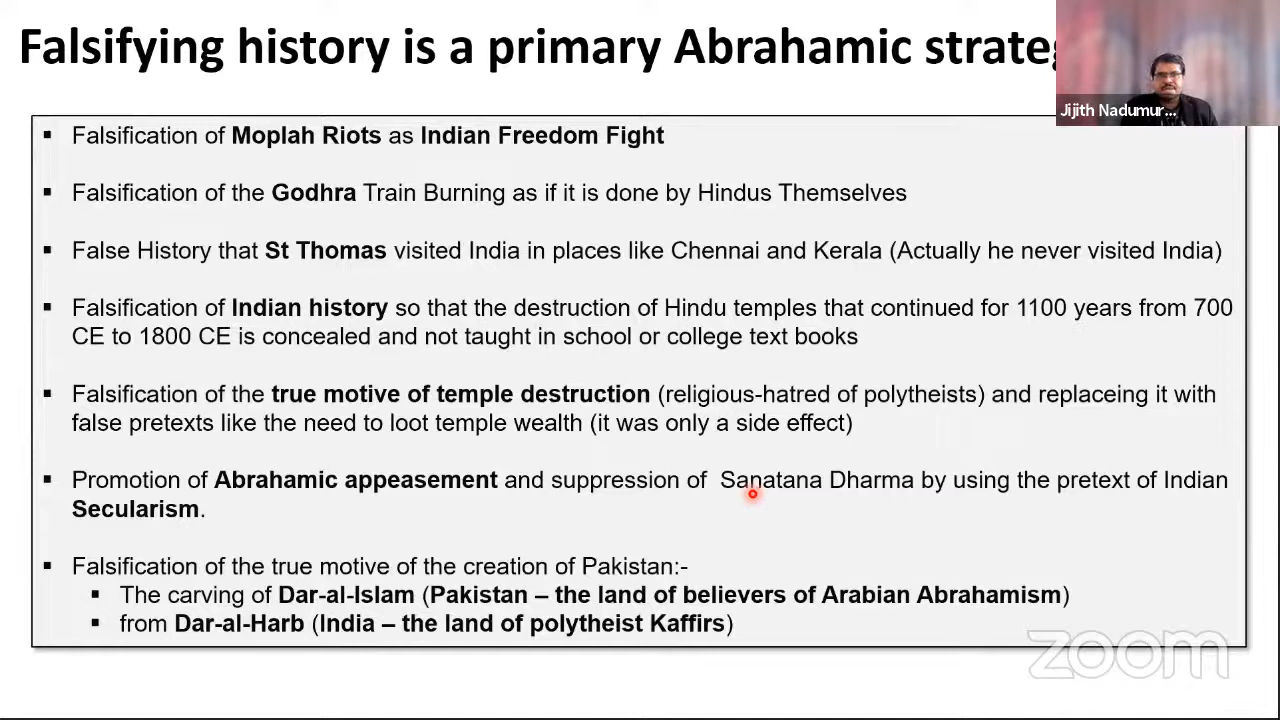 Falsifying history is a primary Abrahamic strateg
Jijith Nadumur...
▪ Falsification of Moplah Riots as Indian Freedom Fight
▪ Falsification of the Godhra Train Burning as if it is done by Hindus Themselves
▪ False History that St Thomas visited India in places like Chennai and Kerala (Actually he never visited India)
▪ Falsification of Indian history so that the destruction of Hindu temples that continued for 1100 years from 700
CE to 1800 CE is concealed and not taught in school or college text books
▪ Falsification of the true motive of temple destruction (religious-hatred of polytheists) and replaceing it with
false pretexts like the need to loot temple wealth (it was only a side effect)
▪ Promotion of Abrahamic appeasement and suppression of Sanatana Dharma by using the pretext of Indian
Secularism.
▪ Falsification of the true motive of the creation of Pakistan:-
▪ The carving of Dar-al-Islam (Pakistan – the land of believers of Arabian Abrahamism)
▪ from Dar-al-Harb (India – the land of polytheist Kaffirs)
zoom